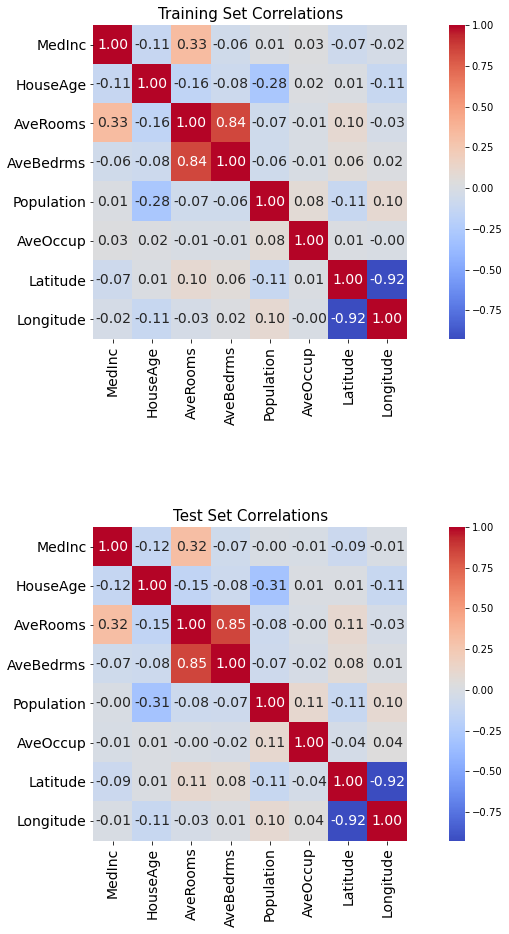 Training Set Correlations
MedInc 1.00 -0.11 0.33 -0.06 0.01 0.03 -0.07 -0.02
HouseAge -0.11 1.00 -0.16 -0.08 -0.28 0.02 0.01 -0.11
AveRooms 0.33 -0.16 1.00 0.84 -0.07 -0.01 0.10 -0.03
AveBedrms -0.06 -0.08 0.84 1.00 -0.06 -0.01 0.06 0.02
Population 0.01 -0.28 -0.07 -0.06 1.00 0.08 -0.11 0.10
AveOccup 0.03 0.02 -0.01 -0.01 0.08 1.00 0.01 -0.00
Latitude -0.07 0.01 0.10 0.06 -0.11 0.01 1.00 -0.92
Longitude -0.02 -0.11 -0.03 0.02 0.10 -0.00 -0.92 1.00
MedInc HouseAge AveRooms AveBedrms Population AveOccup Latitude Longitude
1.00
0.75
0.50
0.25
0.00
-0.25
-0.50
-0.75
Test Set Correlations
MedInc 1.00 -0.12 0.32 -0.07 -0.00 -0.01 -0.09 -0.01
HouseAge -0.12 1.00 -0.15 -0.08 -0.31 0.01 0.01 -0.11
AveRooms 0.32 -0.15 1.00 0.85 -0.08 -0.00 0.11 -0.03
AveBedrms -0.07 -0.08 0.85 1.00 -0.07 -0.02 0.08 0.01
Population -0.00 -0.31 -0.08 -0.07 1.00 0.11 -0.11 0.10
AveOccup -0.01 0.01 -0.00 -0.02 0.11 1.00 -0.04 0.04
Latitude -0.09 0.01 0.11 0.08 -0.11 -0.04 1.00 -0.92
Longitude -0.01 -0.11 -0.03 0.01 0.10 0.04 -0.92 1.00
MedInc HouseAge AveRooms AveBedrms Population AveOccup Latitude Longitude
1.00
0.75
0.50
0.25
0.00
-0.25
-0.50
-0.75